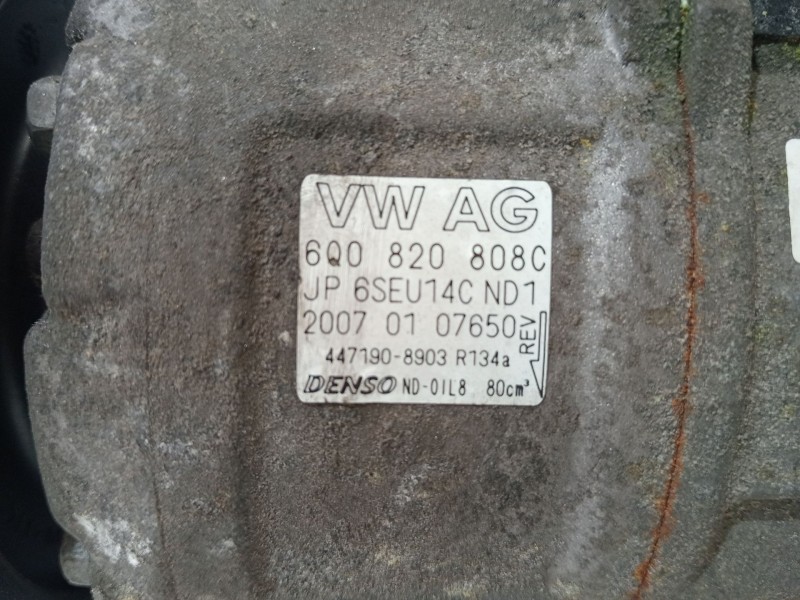 VW AG
6Q0 820 808C
JP 6SEU14C ND1
2007 01 07650
REV
447190-8903 R134a
DENSO ND-OIL8 80cm³